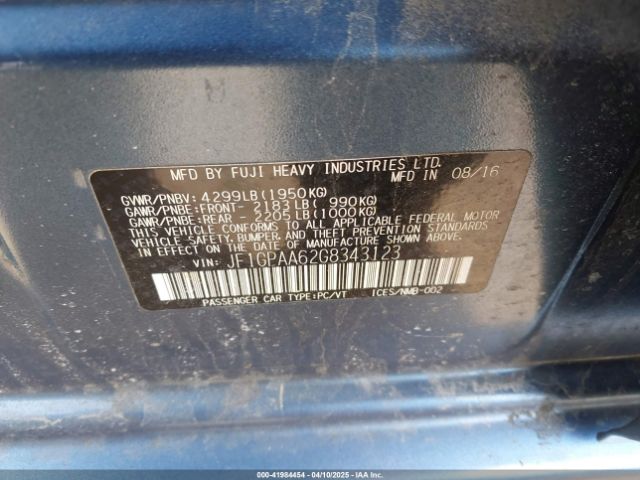 MFD BY FUJI HEAVY INDUSTRIES LTD.
MFD IN 08/16
GVWR/PNBV: 4299LB(1950KG)
GAWR/PNBE:FRONT- 2183LB( 990KG)
GAWR/PNBE:REAR - 2205LB(1000KG)
THIS VEHICLE CONFORMS TO ALL APPLICABLE FEDERAL MOTOR
VEHICLE SAFETY, BUMPER, AND THEFT PREVENTION STANDARDS
IN EFFECT ON THE DATE OF MANUFACTURE SHOWN ABOVE.
VIN: JF1GPAA62G8343123
PASSENGER CAR TYPE:PC/VT ICES/NMB-002
000-41984454 - 04/10/2025 - IAA Inc.